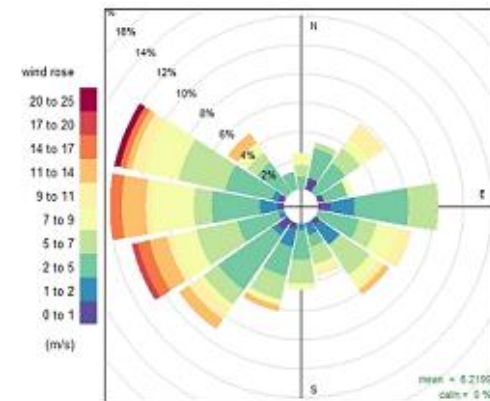 %
18%
14%
12%
10%
8%
6%
4%
2%
N
E
S
wind rose
20 to 25
17 to 20
14 to 17
11 to 14
9 to 11
7 to 9
5 to 7
2 to 5
1 to 2
0 to 1
(m/s)
mean =
calm = 0 %